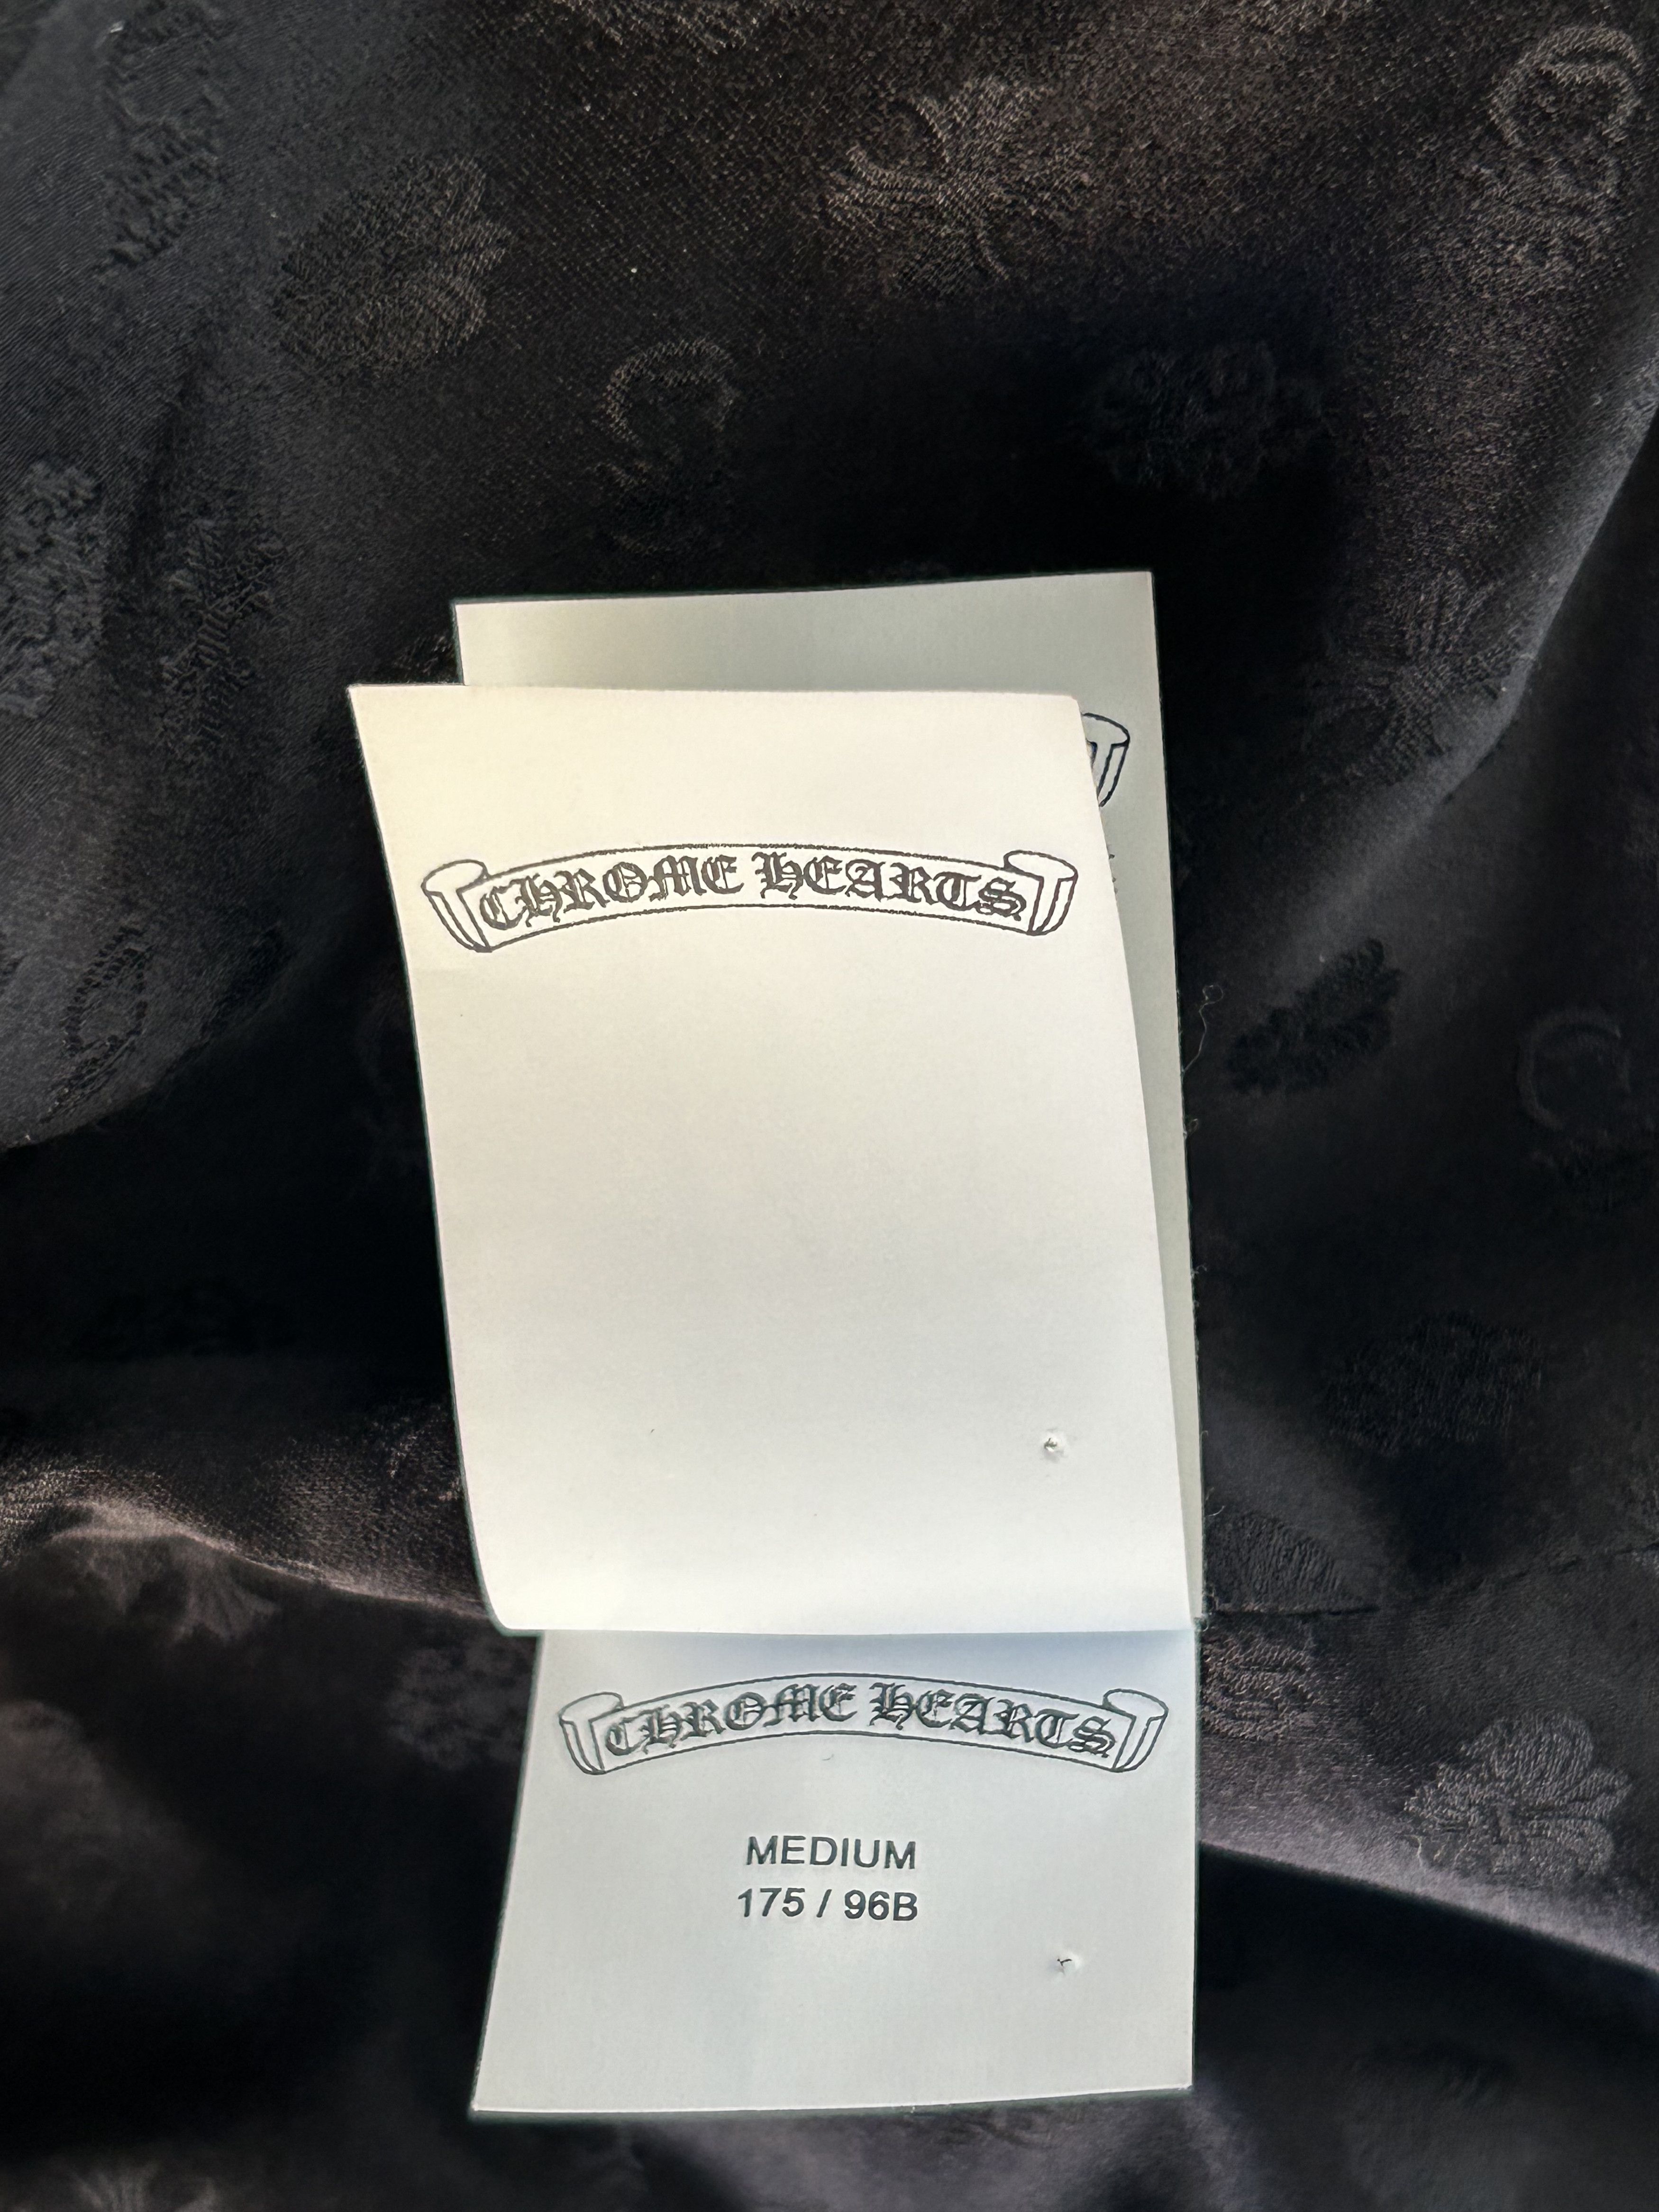 CHROME HEARTS
CHROME HEARTS
MEDIUM
175 / 96B